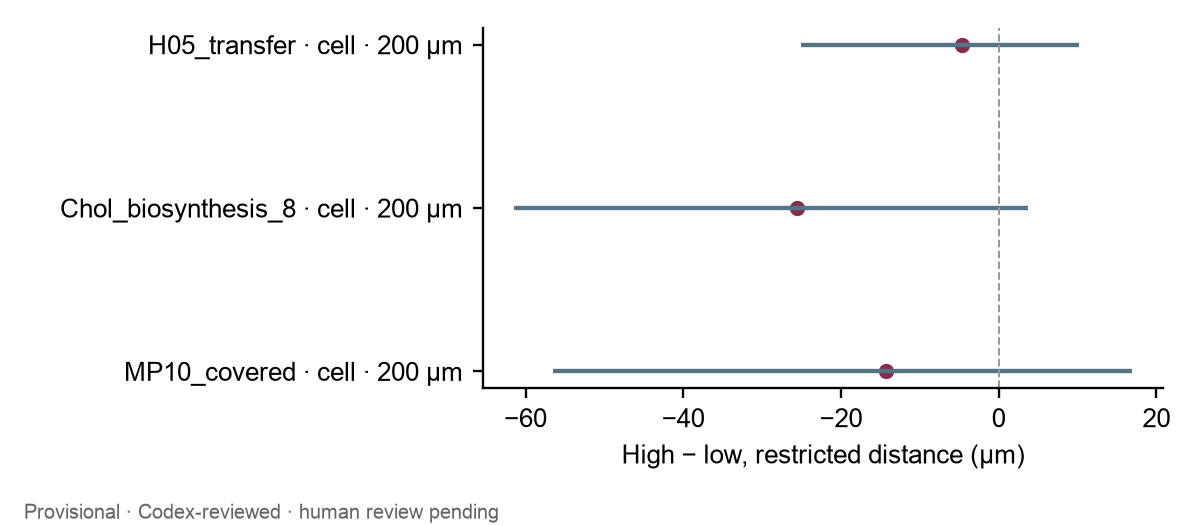 H05_transfer · cell · 200 µm
Chol_biosynthesis_8 · cell · 200 µm
MP10_covered · cell · 200 µm
−60 −40 −20 0 20
High − low, restricted distance (µm)
Provisional · Codex-reviewed · human review pending